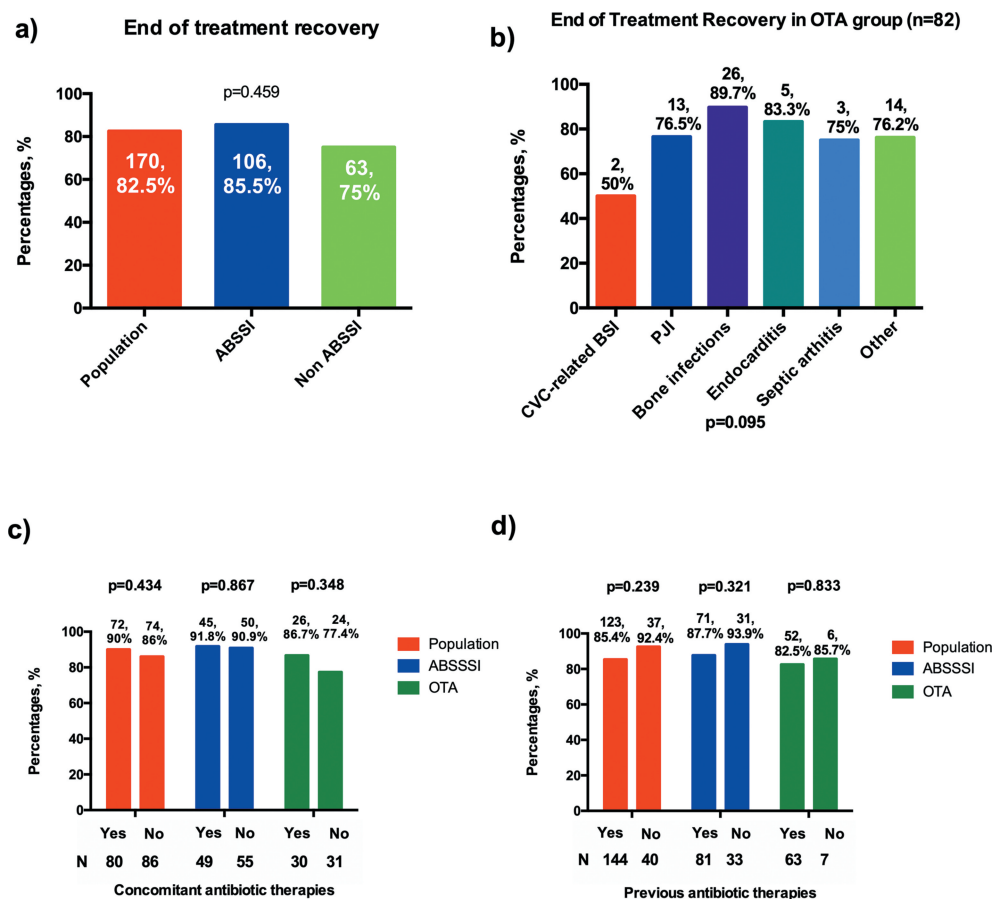 a)
End of treatment recovery
p=0.459
Percentages, %
100
80
60
40
20
0
170,
82.5%
106,
85.5%
63,
75%
Population
ABSSI
Non ABSSI
b)
End of Treatment Recovery in OTA group (n=82)
Percentages, %
100
80
60
40
20
0
2,
50%
13,
76.5%
26,
89.7%
5,
83.3%
3,
75%
14,
76.2%
CVC-related BSI
PJI
Bone infections
Endocarditis
Septic arthitis
Other
p=0.095
c)
p=0.434
p=0.867
p=0.348
Percentages, %
100
80
60
40
20
0
72,
90%
74,
86%
45,
91.8%
50,
90.9%
26,
86.7%
24,
77.4%
Population
ABSSSI
OTA
Yes No Yes No Yes No
N 80 86 49 55 30 31
Concomitant antibiotic therapies
d)
p=0.239
p=0.321
p=0.833
Percentages, %
100
80
60
40
20
0
123,
85.4%
37,
92.4%
71,
87.7%
31,
93.9%
52,
82.5%
6,
85.7%
Population
ABSSSI
OTA
Yes No Yes No Yes No
N 144 40 81 33 63 7
Previous antibiotic therapies